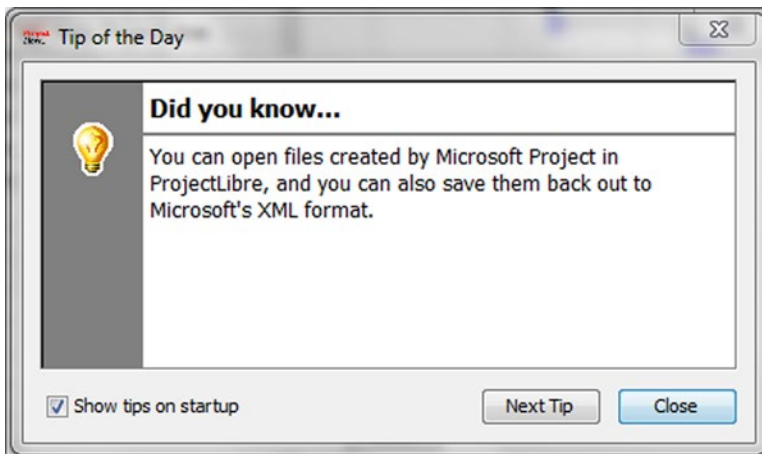 Tip of the Day
Did you know...
You can open files created by Microsoft Project in
ProjectLibre, and you can also save them back out to
Microsoft's XML format.
Show tips on startup
Next Tip
Close